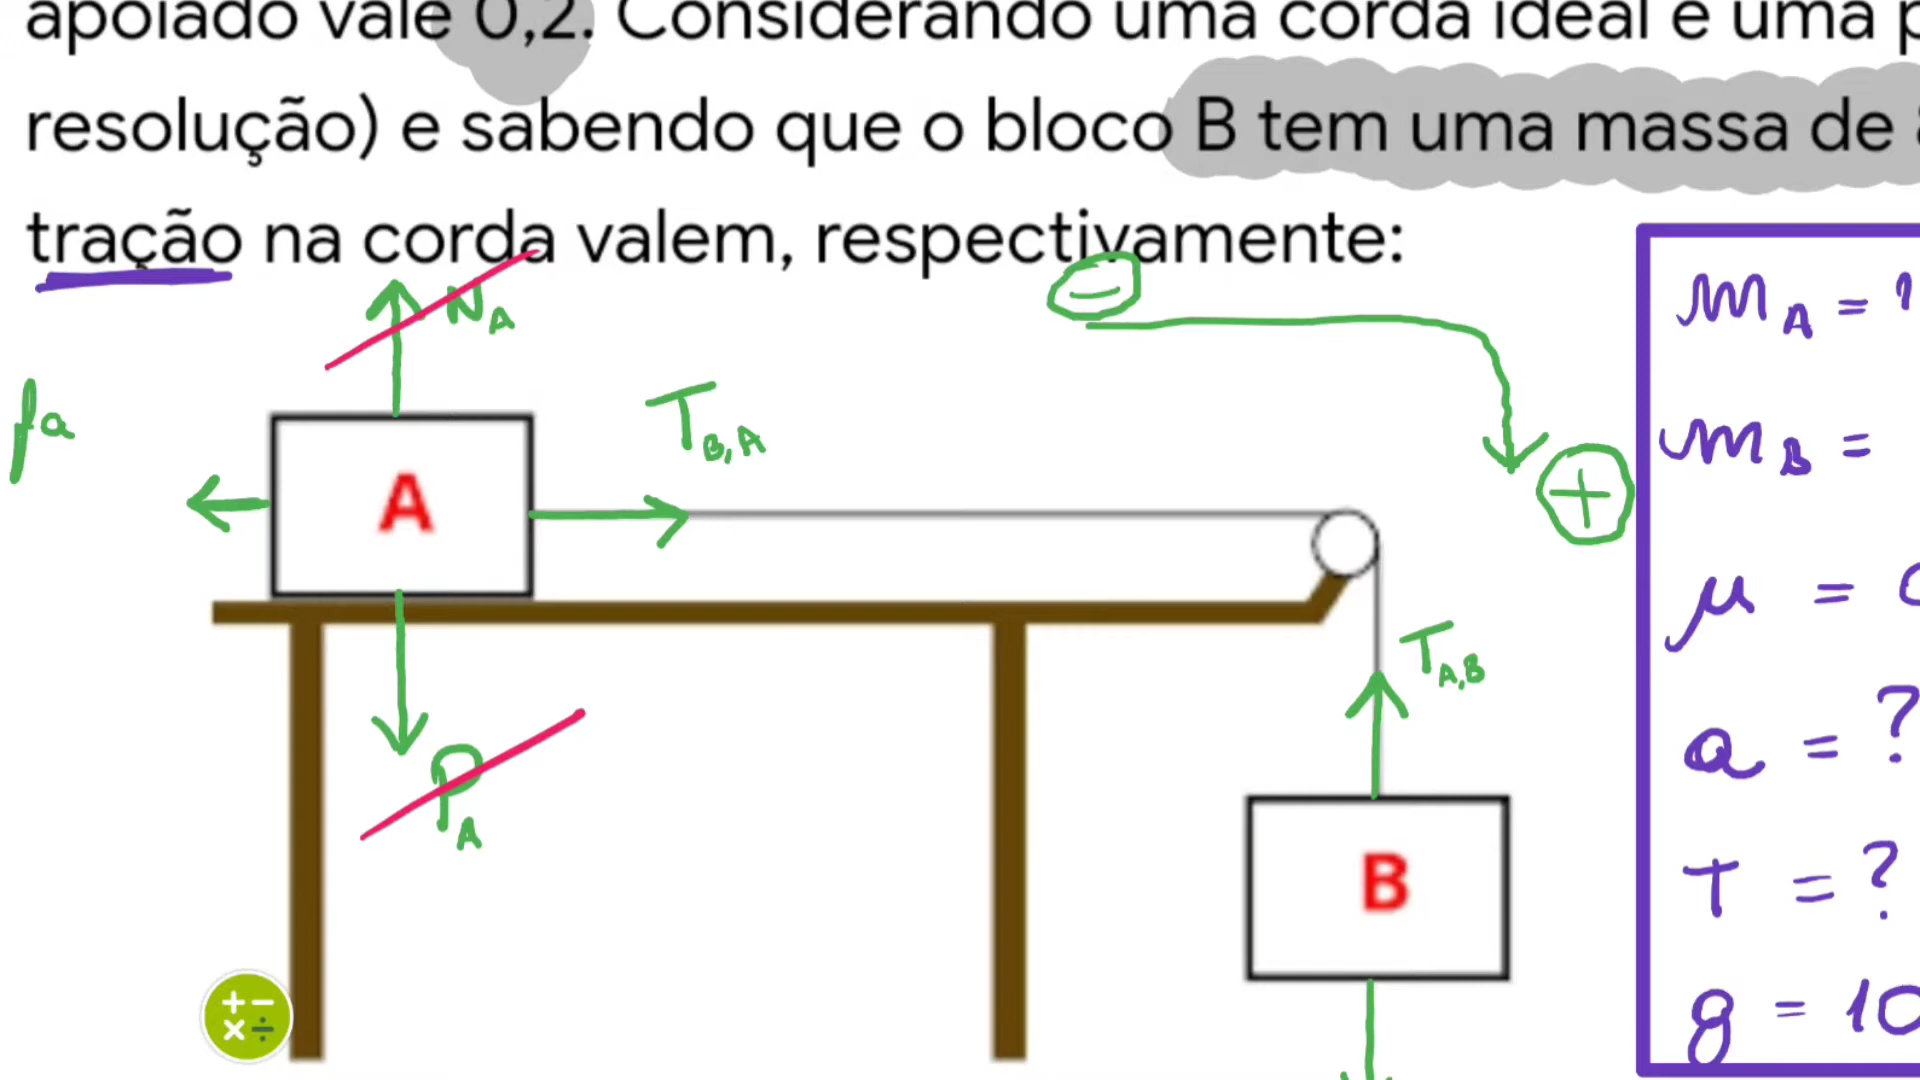 apoiado vale 0,2. Considerando uma corda ideal e uma
resolução) e sabendo que o bloco B tem uma massa de
tração na corda valem, respectivamente:
N_A
fa
T_B,A
A
P_A
+
T_A,B
B
m_A =
m_B =
μ =
a = ?
T = ?
g = 10